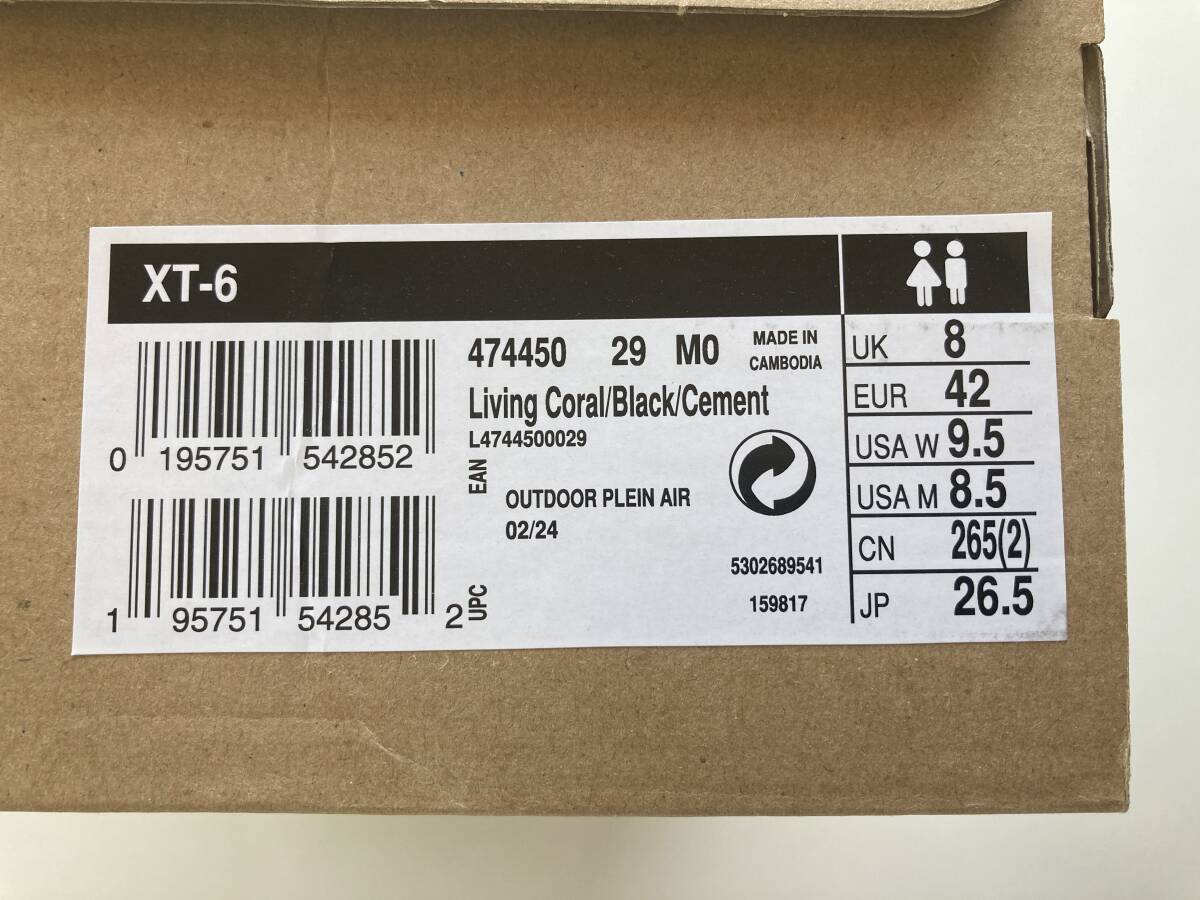 XT-6
0 195751 542852
EAN
1 95751 54285 2
UPC
474450 29 M0
MADE IN
CAMBODIA
Living Coral/Black/Cement
L4744500029
OUTDOOR PLEIN AIR
02/24
5302689541
159817
UK 8
EUR 42
USA W 9.5
USA M 8.5
CN 265(2)
JP 26.5